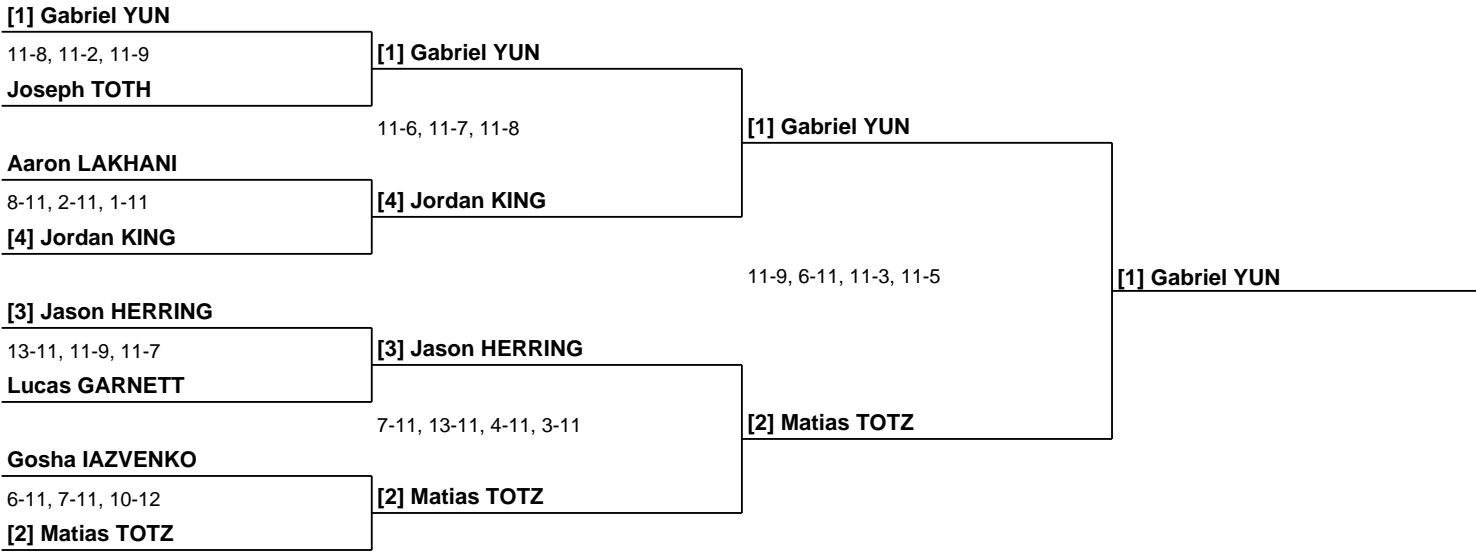 [1] Gabriel YUN
11-8, 11-2, 11-9
[1] Gabriel YUN
Joseph TOTH
11-6, 11-7, 11-8
[1] Gabriel YUN
Aaron LAKHANI
8-11, 2-11, 1-11
[4] Jordan KING
[4] Jordan KING
11-9, 6-11, 11-3, 11-5
[1] Gabriel YUN
[3] Jason HERRING
13-11, 11-9, 11-7
[3] Jason HERRING
Lucas GARNETT
7-11, 13-11, 4-11, 3-11
[2] Matias TOTZ
Gosha IAZVENKO
6-11, 7-11, 10-12
[2] Matias TOTZ
[2] Matias TOTZ